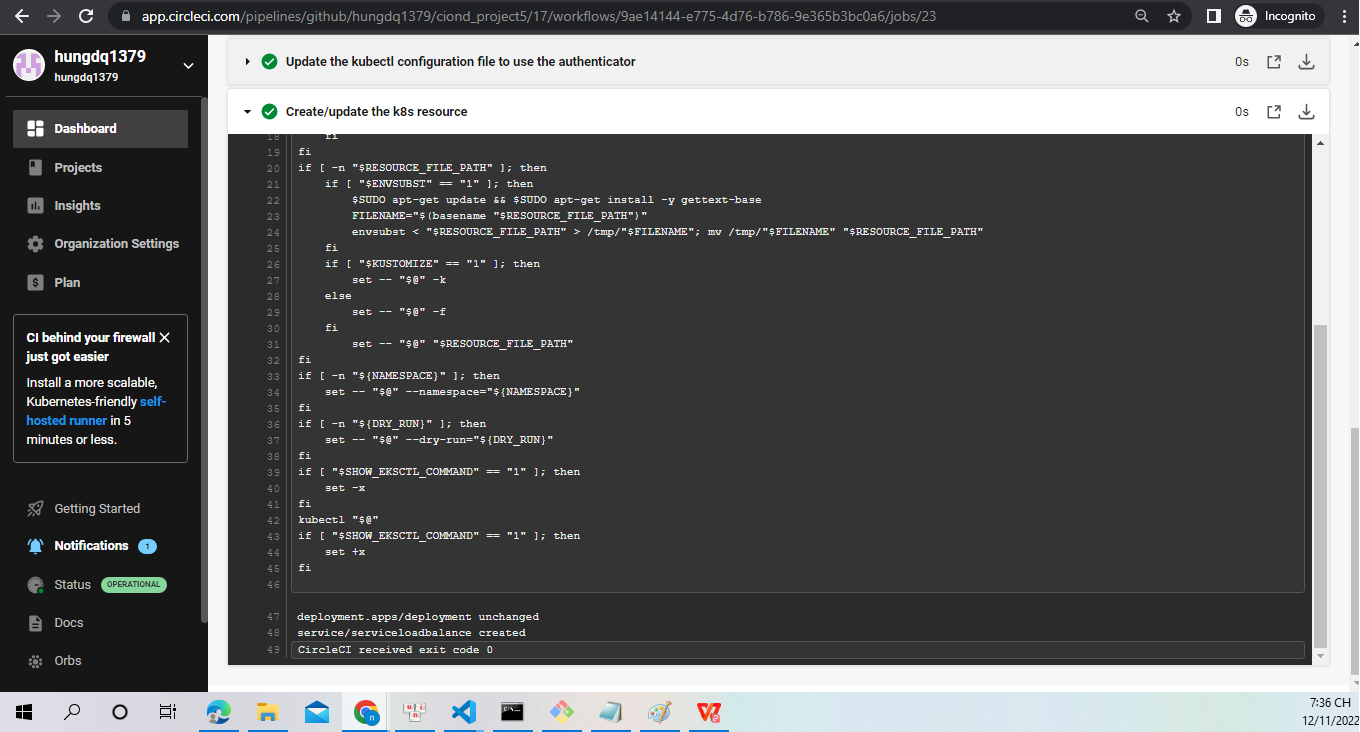 app.circleci.com/pipelines/github/hungdq1379/ciond_project5/17/workflows/9ae14144-e775-4d76-b786-9e365b3bc0a6/jobs/23
Incognito
hungdq1379
hungdq1379
Dashboard
Projects
Insights
Organization Settings
Plan
CI behind your firewall
just got easier
Install a more scalable,
Kubernetes-friendly self-
hosted runner in 5
minutes or less.
Getting Started
Notifications 1
Status OPERATIONAL
Docs
Orbs
Update the kubectl configuration file to use the authenticator 0s
Create/update the k8s resource 0s
18 fi
19 fi
20 if [ -n "$RESOURCE_FILE_PATH" ]; then
21 if [ "$ENVSUBST" == "1" ]; then
22 $SUDO apt-get update && $SUDO apt-get install -y gettext-base
23 FILENAME="$(basename "$RESOURCE_FILE_PATH")"
24 envsubst < "$RESOURCE_FILE_PATH" > /tmp/"$FILENAME"; mv /tmp/"$FILENAME" "$RESOURCE_FILE_PATH"
25 fi
26 if [ "$KUSTOMIZE" == "1" ]; then
27 set -- "$@" -k
28 else
29 set -- "$@" -f
30 fi
31 set -- "$@" "$RESOURCE_FILE_PATH"
32 fi
33 if [ -n "${NAMESPACE}" ]; then
34 set -- "$@" --namespace="${NAMESPACE}"
35 fi
36 if [ -n "${DRY_RUN}" ]; then
37 set -- "$@" --dry-run="${DRY_RUN}"
38 fi
39 if [ "$SHOW_EKSCTL_COMMAND" == "1" ]; then
40 set -x
41 fi
42 kubectl "$@"
43 if [ "$SHOW_EKSCTL_COMMAND" == "1" ]; then
44 set +x
45 fi
46
47 deployment.apps/deployment unchanged
48 service/serviceloadbalance created
49 CircleCI received exit code 0
7:36 CH
12/11/2022